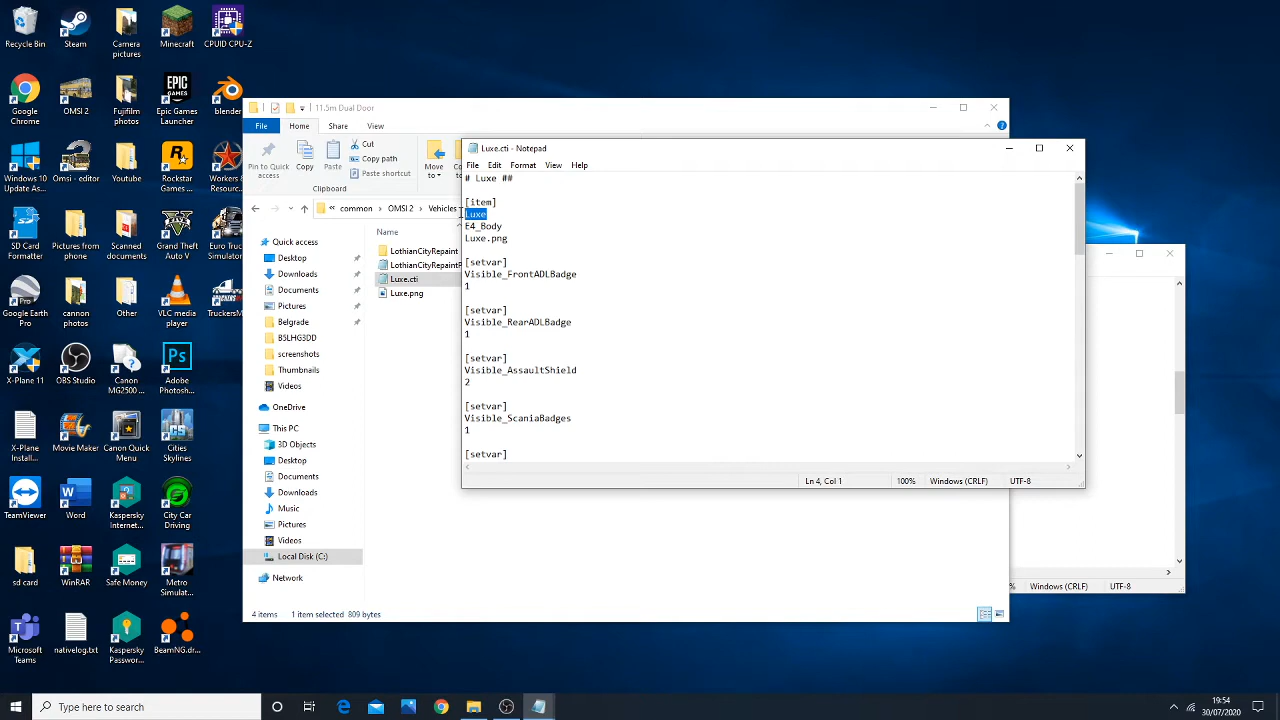 Recycle Bin
Steam
Camera pictures
Minecraft
CPUID CPU-Z
Google Chrome
OMSI 2
Fujifilm photos
Epic Games Launcher
blender
Windows 10 Update As...
Omsi - editor
Youtube
Rockstar Games ...
Workers & Resource...
SD Card Formatter
Pictures from phone
Scanned documents
Grand Theft Auto V
Euro Truck Simulator
Google Earth Pro
cannon photos
Other
VLC media player
TruckersM
X-Plane 11
OBS Studio
Canon MG2500 ...
Adobe Photosh...
X-Plane Install...
Movie Maker
Canon Quick Menu
Cities Skylines
TeamViewer
Word
Kaspersky Internet...
City Car Driving
sd card
WinRAR
Safe Money
Metro Simulat...
Microsoft Teams
nativelog.txt
Kaspersky Passwor...
BeamNG.dr...
11.5m Dual Door
File
Home
Share
View
Pin to Quick access
Copy
Paste
Cut
Copy path
Paste shortcut
Move to
Clipboard
« common > OMSI 2 > Vehicles
Quick access
Desktop
Downloads
Documents
Pictures
Belgrade
B5LHG3DD
screenshots
Thumbnails
Videos
OneDrive
This PC
3D Objects
Desktop
Documents
Downloads
Music
Pictures
Videos
Local Disk (C:)
Network
Name
LothianCityRepaint
LothianCityRepaintP
Luxe.cti
Luxe.png
4 items
1 item selected 809 bytes
Luxe.cti - Notepad
File Edit Format View Help
# Luxe ##
[item]
Luxe
E4_Body
Luxe.png
[setvar]
Visible_FrontADLBadge
1
[setvar]
Visible_RearADLBadge
1
[setvar]
Visible_AssaultShield
2
[setvar]
Visible_ScaniaBadges
1
[setvar]
Ln 4, Col 1
100%
Windows (CRLF)
UTF-8
%
Windows (CRLF)
UTF-8
Type here to search
19:54
30/07/2020